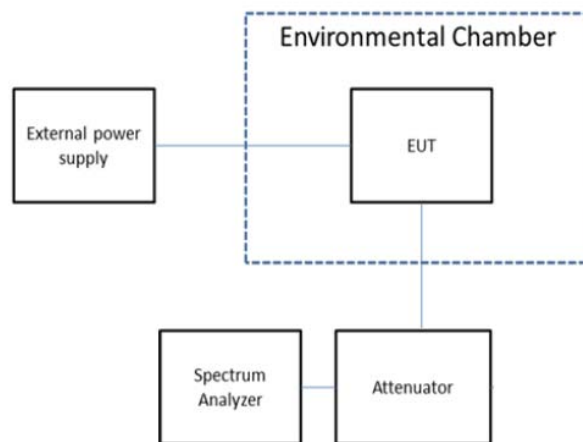 Environmental Chamber
External power
supply
EUT
Spectrum
Analyzer
Attenuator